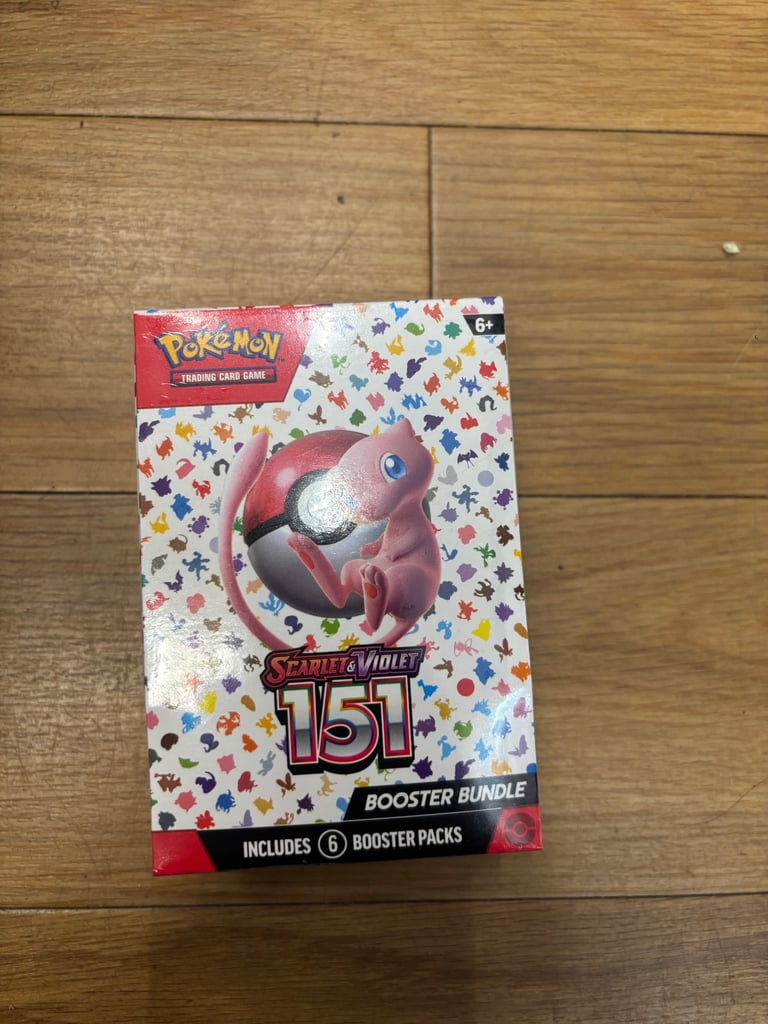 6+
Pokémon
TRADING CARD GAME
SCARLET & VIOLET
151
BOOSTER BUNDLE
INCLUDES 6 BOOSTER PACKS